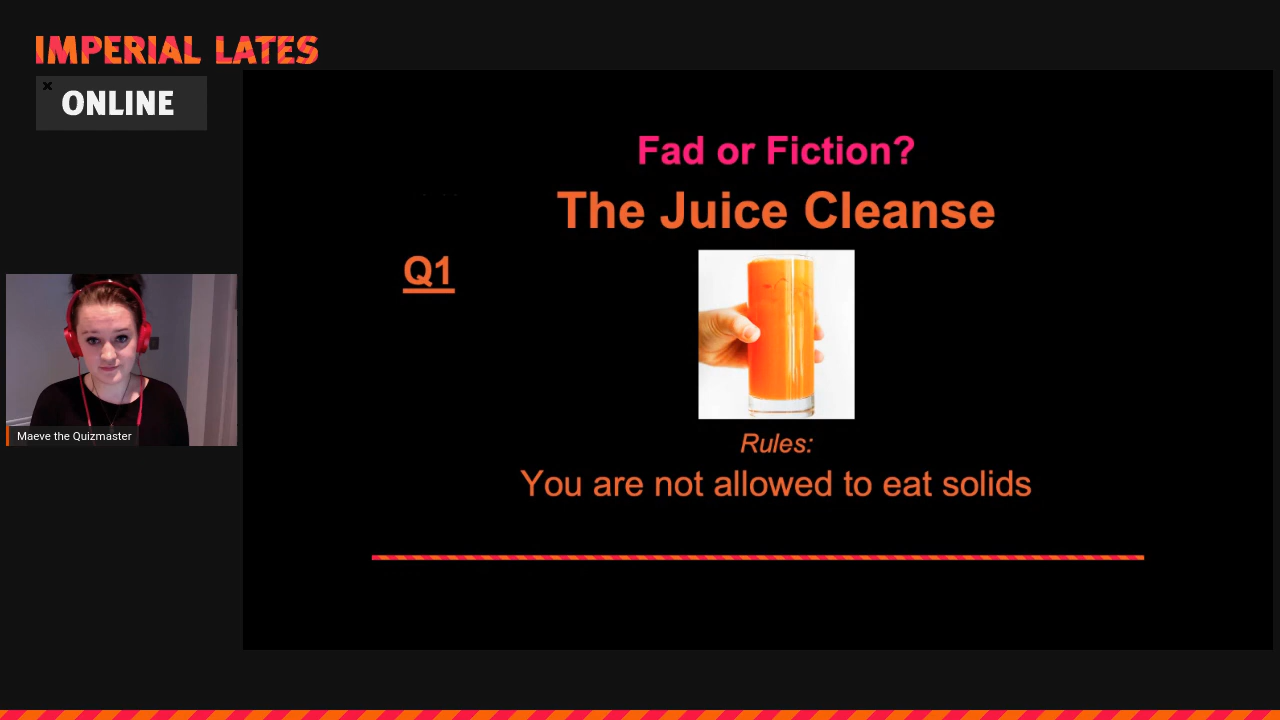 IMPERIAL LATES
ONLINE
Fad or Fiction?
The Juice Cleanse
Q1
Rules:
You are not allowed to eat solids
Maeve the Quizmaster